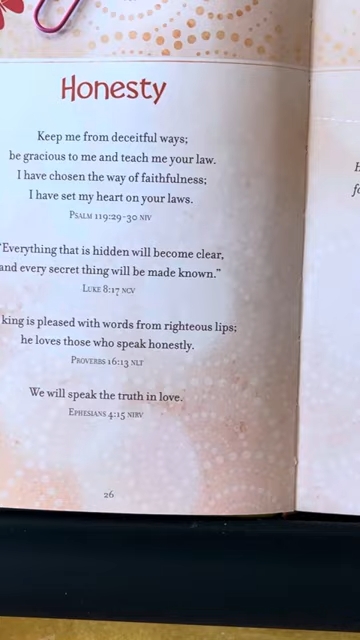 Honesty
Keep me from deceitful ways;
be gracious to me and teach me your law.
I have chosen the way of faithfulness;
I have set my heart on your laws.
Psalm 119:29-30 NIV
"Everything that is hidden will become clear,
and every secret thing will be made known."
Luke 8:17 NCV
king is pleased with words from righteous lips;
he loves those who speak honestly.
Proverbs 16:13 NLT
We will speak the truth in love.
Ephesians 4:15 NIRV
26